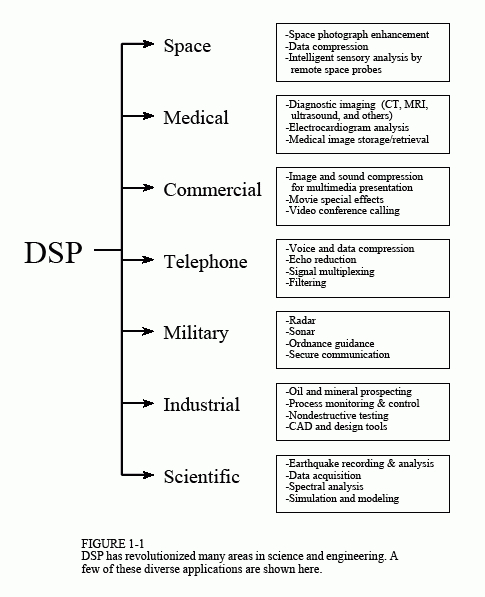 DSP
Space
-Space photograph enhancement
-Data compression
-Intelligent sensory analysis by
remote space probes
Medical
-Diagnostic imaging (CT, MRI,
ultrasound, and others)
-Electrocardiogram analysis
-Medical image storage/retrieval
Commercial
-Image and sound compression
for multimedia presentation
-Movie special effects
-Video conference calling
Telephone
-Voice and data compression
-Echo reduction
-Signal multiplexing
-Filtering
Military
-Radar
-Sonar
-Ordnance guidance
-Secure communication
Industrial
-Oil and mineral prospecting
-Process monitoring & control
-Nondestructive testing
-CAD and design tools
Scientific
-Earthquake recording & analysis
-Data acquisition
-Spectral analysis
-Simulation and modeling
FIGURE 1-1
DSP has revolutionized many areas in science and engineering. A
few of these diverse applications are shown here.